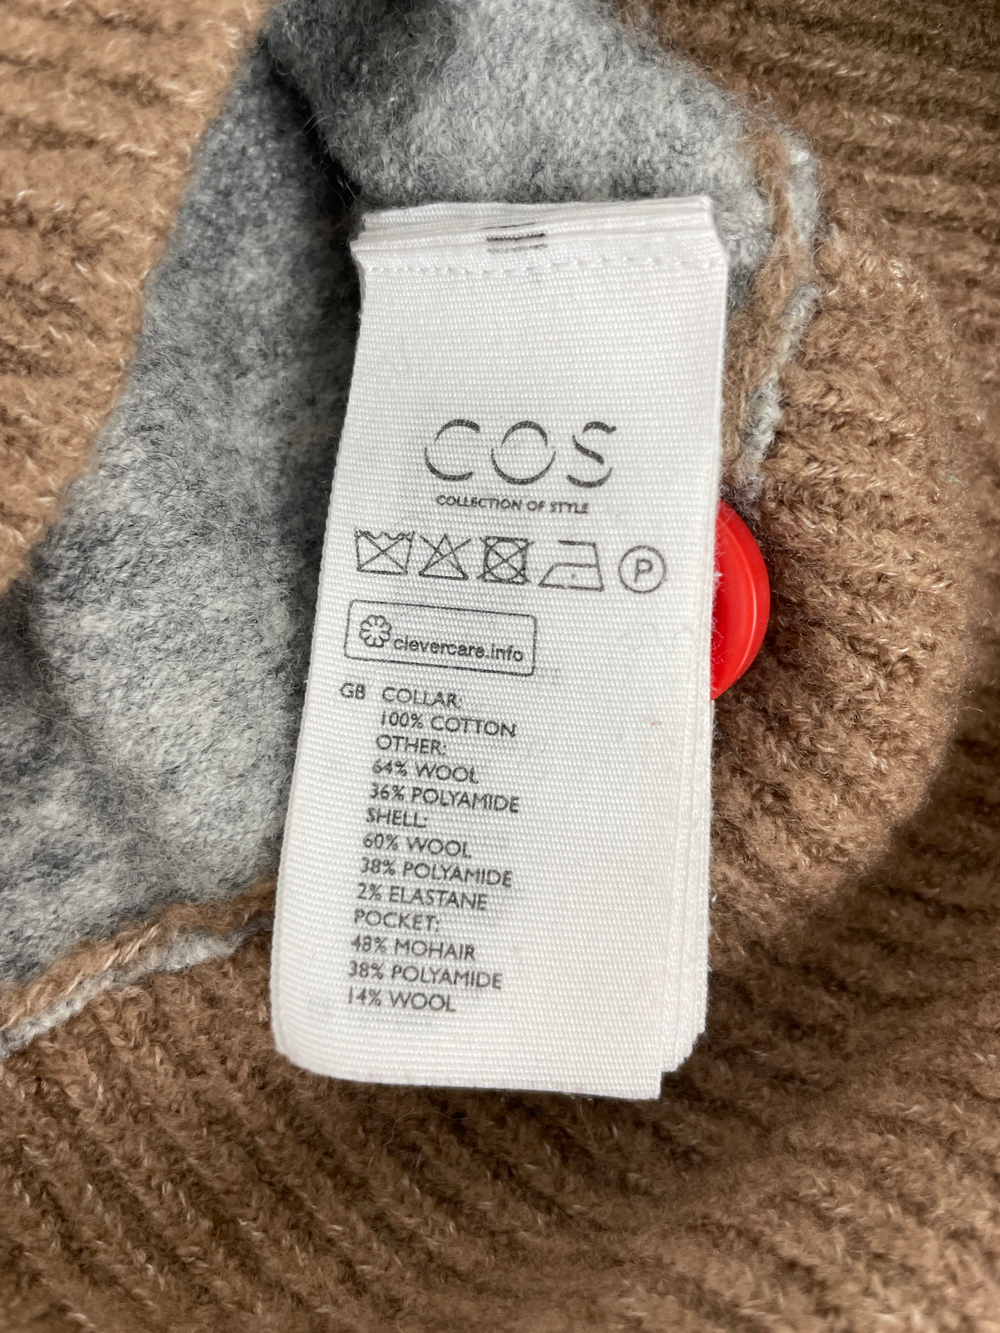 COS
COLLECTION OF STYLE
P
clevercare.info
GB COLLAR:
100% COTTON
OTHER:
64% WOOL
36% POLYAMIDE
SHELL:
60% WOOL
38% POLYAMIDE
2% ELASTANE
POCKET:
48% MOHAIR
38% POLYAMIDE
14% WOOL